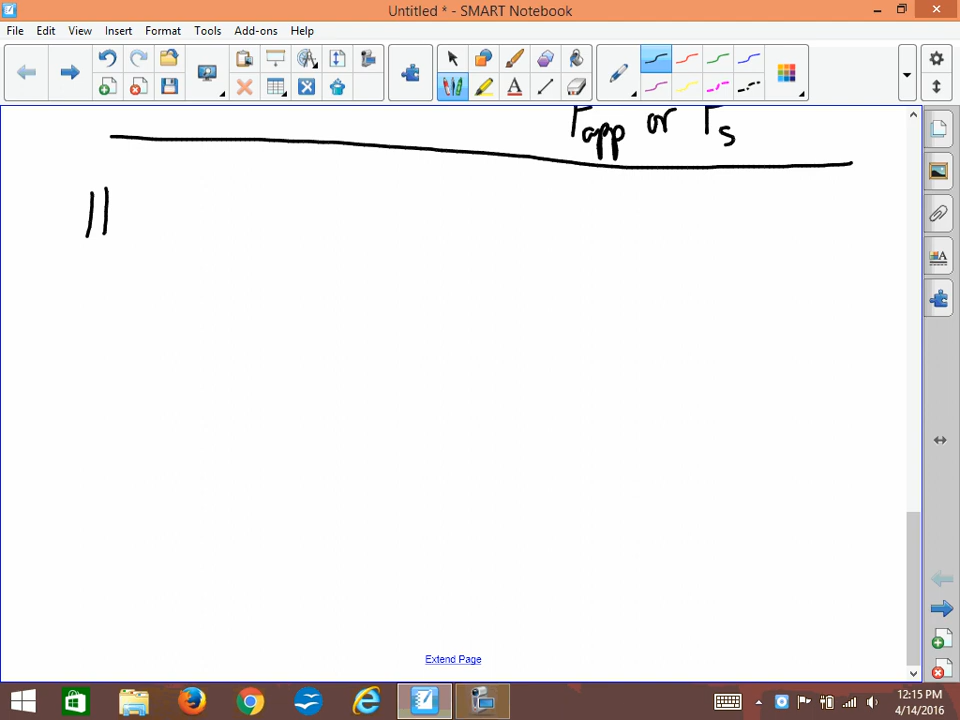 Untitled * - SMART Notebook
File Edit View Insert Format Tools Add-ons Help
Fapp or Fs
11
Extend Page
12:15 PM
4/14/2016